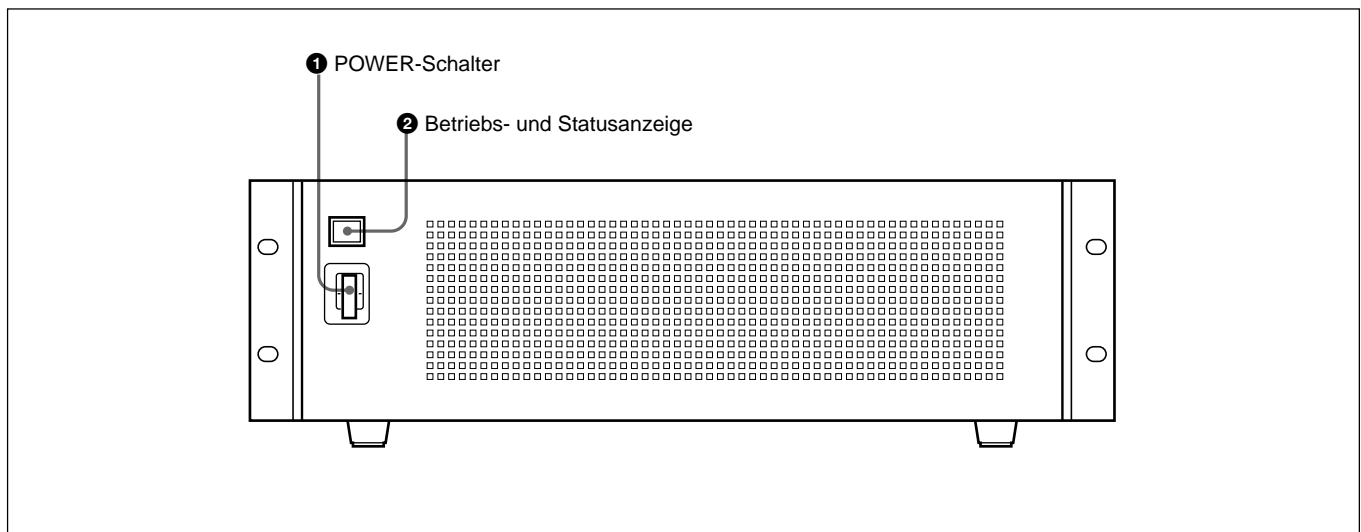 ❶ POWER-Schalter
❷ Betriebs- und Statusanzeige